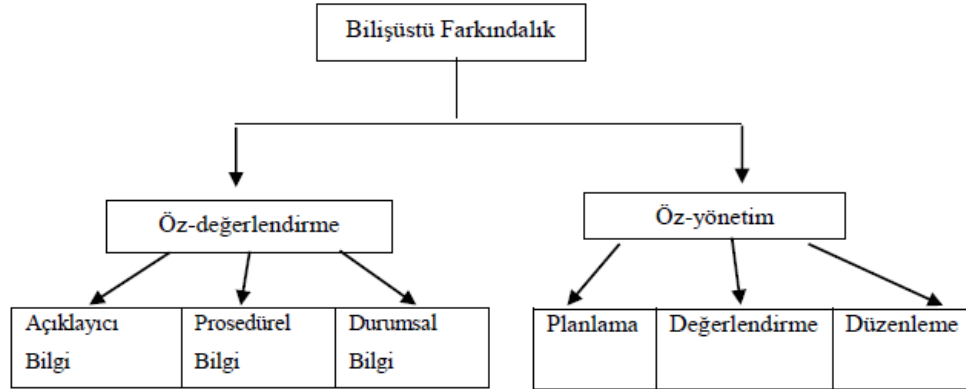 Bilişüstü Farkındalık
Öz-değerlendirme
Öz-yönetim
Açıklayıcı
Bilgi
Prosedürel
Bilgi
Durumsal
Bilgi
Planlama
Değerlendirme
Düzenleme